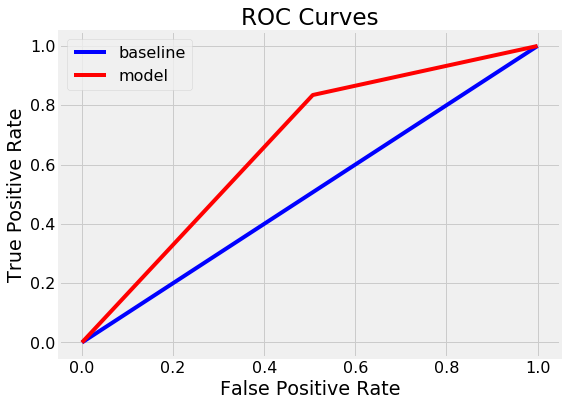 ROC Curves
baseline
model
True Positive Rate
1.0
0.8
0.6
0.4
0.2
0.0
0.0 0.2 0.4 0.6 0.8 1.0
False Positive Rate